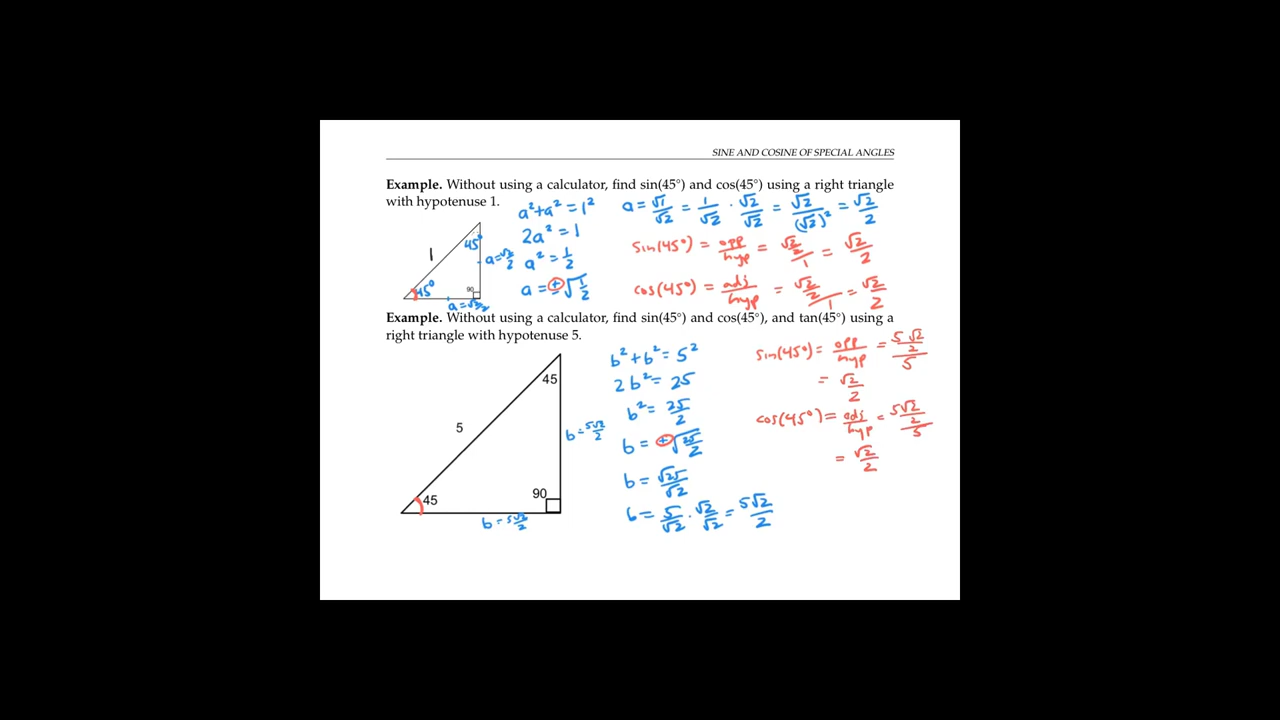 SINE AND COSINE OF SPECIAL ANGLES
Example. Without using a calculator, find sin(45°) and cos(45°) using a right triangle
with hypotenuse 1.
a²+a² = 1²
2a² = 1
a² = 1/2
a = ±√(1/2)
a = √1/√2 = 1/√2 · √2/√2 = √2/(√2)² = √2/2
sin(45°) = opp/hyp = (√2/2)/1 = √2/2
cos(45°) = adj/hyp = (√2/2)/1 = √2/2
1
45°
a=√2/2
45°
90
a=√2/2
Example. Without using a calculator, find sin(45°) and cos(45°), and tan(45°) using a
right triangle with hypotenuse 5.
45
5
b=5√2/2
45
90
b=5√2/2
b²+b² = 5²
2b² = 25
b² = 25/2
b = +√(25/2)
b = √25/√2
b = 5/√2 · √2/√2 = 5√2/2
sin(45°) = opp/hyp = (5√2/2)/5
= √2/2
cos(45°) = adj/hyp = (5√2/2)/5
= √2/2